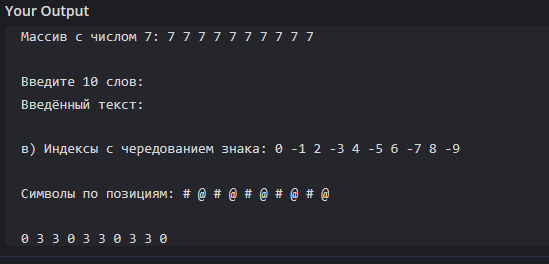 Your Output
Массив с числом 7: 7 7 7 7 7 7 7 7 7 7
Введите 10 слов:
Введённый текст:
в) Индексы с чередованием знака: 0 -1 2 -3 4 -5 6 -7 8 -9
Символы по позициям: # @ # @ # @ # @ # @
0 3 3 0 3 3 0 3 3 0